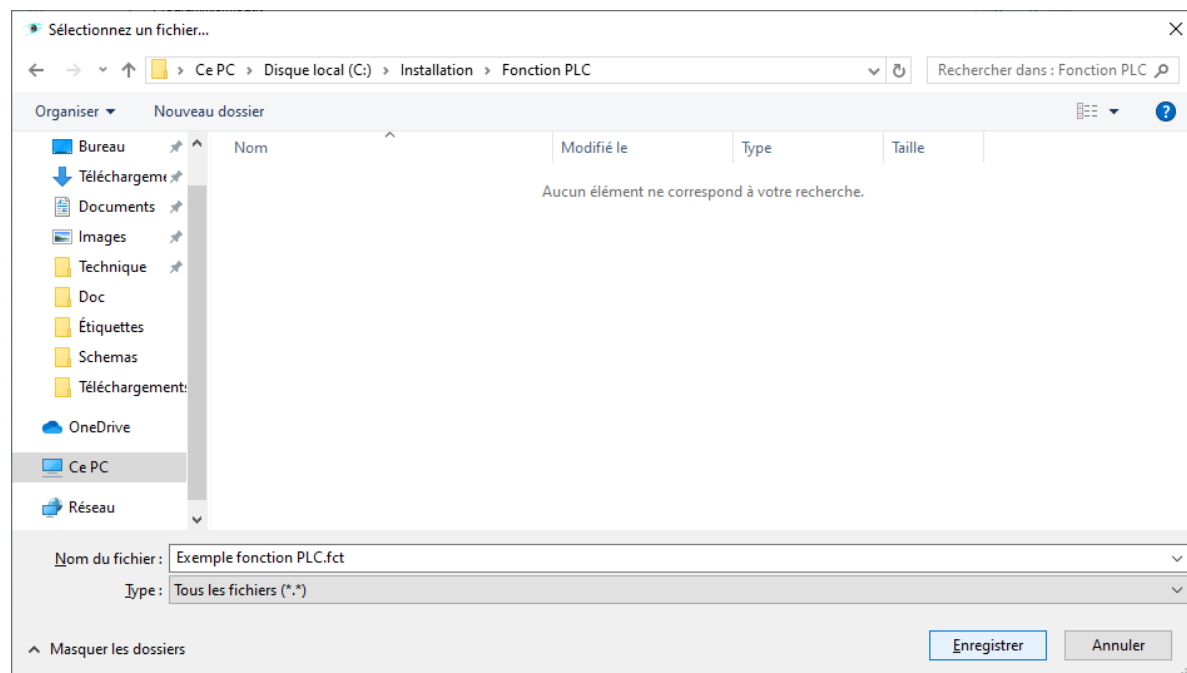 Sélectionnez un fichier...
Ce PC > Disque local (C:) > Installation > Fonction PLC
Rechercher dans : Fonction PLC
Organiser
Nouveau dossier
Bureau
Téléchargeme
Documents
Images
Technique
Doc
Étiquettes
Schemas
Téléchargements
OneDrive
Ce PC
Réseau
Nom Modifié le Type Taille
Aucun élément ne correspond à votre recherche.
Nom du fichier : Exemple fonction PLC.fct
Type : Tous les fichiers (*.*)
Masquer les dossiers
Enregistrer
Annuler